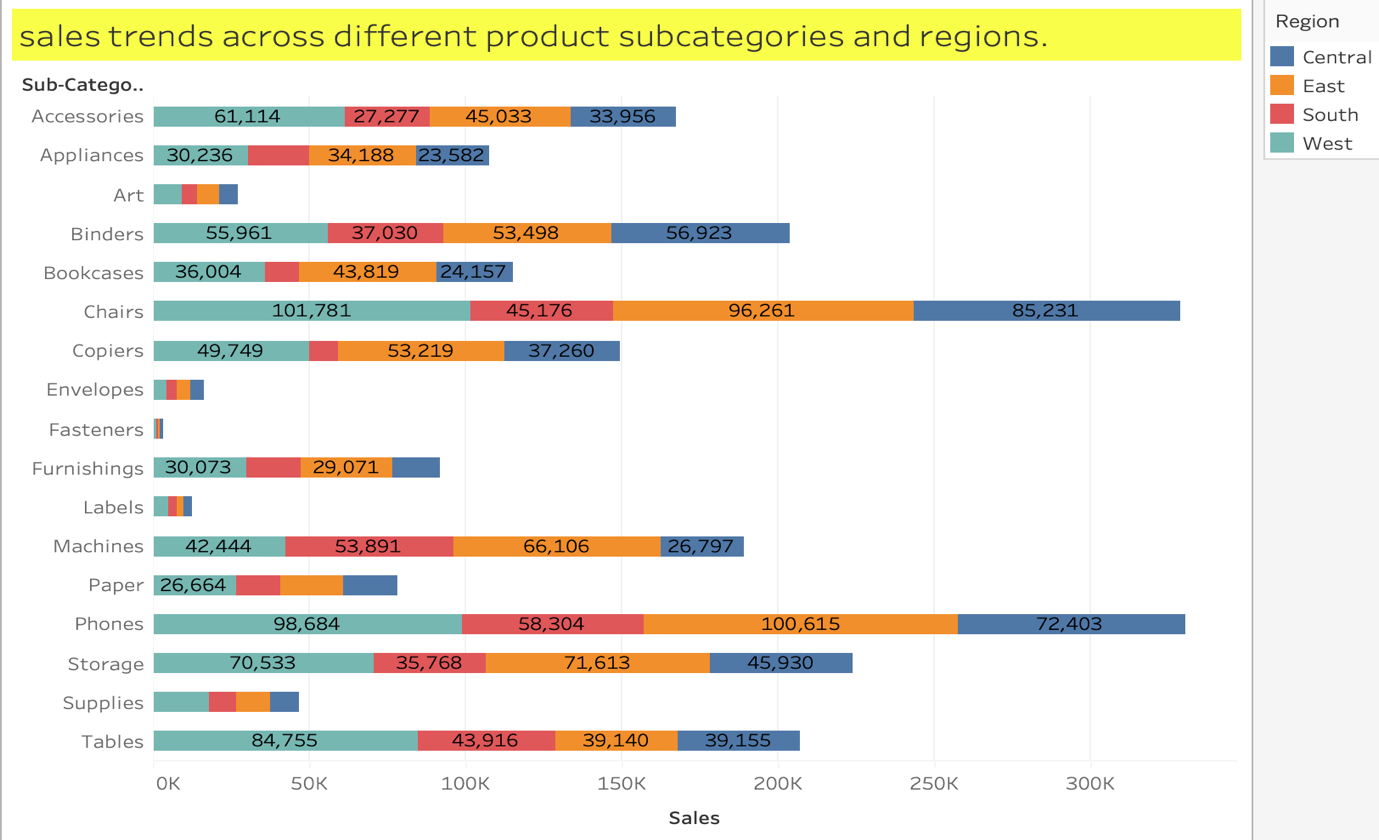 sales trends across different product subcategories and regions.
Region
Central
East
South
West
Sub-Catego..
Accessories 61,114 27,277 45,033 33,956
Appliances 30,236 34,188 23,582
Art
Binders 55,961 37,030 53,498 56,923
Bookcases 36,004 43,819 24,157
Chairs 101,781 45,176 96,261 85,231
Copiers 49,749 53,219 37,260
Envelopes
Fasteners
Furnishings 30,073 29,071
Labels
Machines 42,444 53,891 66,106 26,797
Paper 26,664
Phones 98,684 58,304 100,615 72,403
Storage 70,533 35,768 71,613 45,930
Supplies
Tables 84,755 43,916 39,140 39,155
0K 50K 100K 150K 200K 250K 300K
Sales